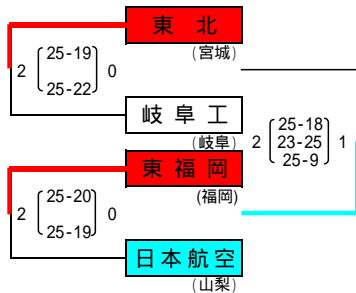 東 北
(宮城)
2 25-19 0
25-22
岐 阜 工
(岐阜)
東 福 岡
(福岡)
2 25-18 1
23-25
25-9
2 25-20 0
25-19
日 本 航 空
(山梨)